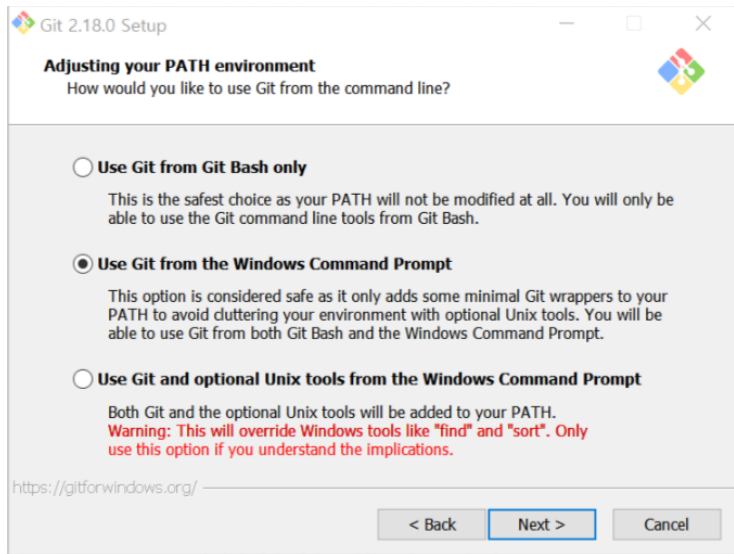 Git 2.18.0 Setup
Adjusting your PATH environment
How would you like to use Git from the command line?
Use Git from Git Bash only
This is the safest choice as your PATH will not be modified at all. You will only be
able to use the Git command line tools from Git Bash.
Use Git from the Windows Command Prompt
This option is considered safe as it only adds some minimal Git wrappers to your
PATH to avoid cluttering your environment with optional Unix tools. You will be
able to use Git from both Git Bash and the Windows Command Prompt.
Use Git and optional Unix tools from the Windows Command Prompt
Both Git and the optional Unix tools will be added to your PATH.
Warning: This will override Windows tools like "find" and "sort". Only
use this option if you understand the implications.
https://gitforwindows.org/
< Back Next > Cancel